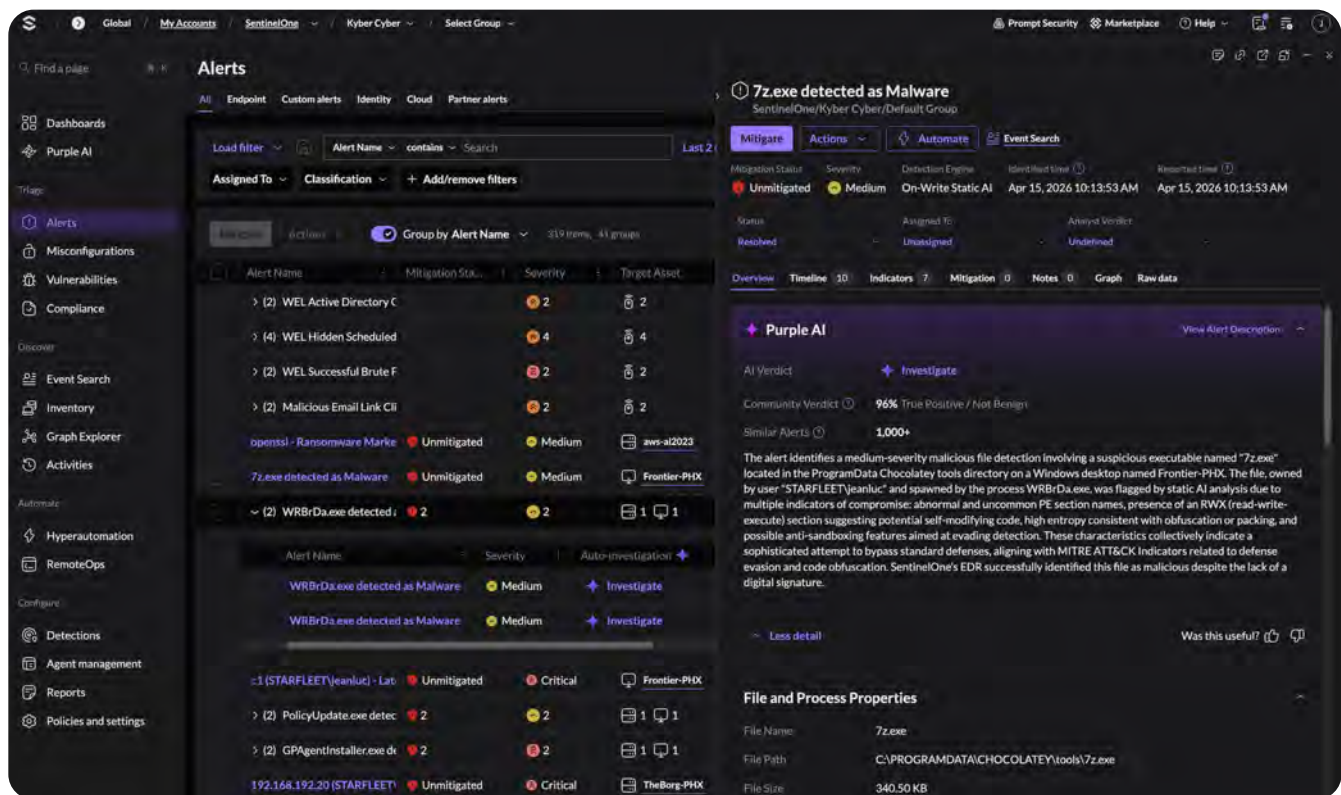 Global / My Accounts / SentinelOne / Kyber Cyber / Select Group
Prompt Security Marketplace Help
Find a page
Dashboards
Purple AI
Triage
Alerts
Misconfigurations
Vulnerabilities
Compliance
Discover
Event Search
Inventory
Graph Explorer
Activities
Automate
Hyperautomation
RemoteOps
Configure
Detections
Agent management
Reports
Policies and settings
Alerts
All Endpoint Custom alerts Identity Cloud Partner alerts
Load filter Alert Name contains Search Last 2
Assigned To Classification + Add/remove filters
Actions Group by Alert Name 319 items, 41 groups
Alert Name Mitigation Sta... Severity Target Asset
> (2) WEL Active Directory C 2 2
> (4) WEL Hidden Scheduled 4 4
> (2) WEL Successful Brute F 2 2
> (2) Malicious Email Link Cli 2 2
openssl - Ransomware Marke Unmitigated Medium aws-al2023
7z.exe detected as Malware Unmitigated Medium Frontier-PHX
(2) WRBrDa.exe detected 2 2 1 1
Alert Name Severity Auto-investigation
WRBrDa.exe detected as Malware Medium Investigate
WRBrDa.exe detected as Malware Medium Investigate
:1 (STARFLEET\jeanluc) - Lat Unmitigated Critical Frontier-PHX
> (2) PolicyUpdate.exe detec 2 2 1 1
> (2) GPAgentInstaller.exe de 2 2 1 1
192.168.192.20 (STARFLEET\ Unmitigated Critical TheBorg-PHX
7z.exe detected as Malware
SentinelOne/Kyber Cyber/Default Group
Mitigate Actions Automate Event Search
Mitigation Status Severity Detection Engine Identified time Reported time
Unmitigated Medium On-Write Static AI Apr 15, 2026 10:13:53 AM Apr 15, 2026 10:13:53 AM
Status Assigned To Analyst Verdict
Resolved Unassigned Undefined
Overview Timeline 10 Indicators 7 Mitigation 0 Notes 0 Graph Raw data
Purple AI View Alert Description
AI Verdict Investigate
Community Verdict 96% True Positive / Not Benign
Similar Alerts 1,000+
The alert identifies a medium-severity malicious file detection involving a suspicious executable named "7z.exe"
located in the ProgramData Chocolatey tools directory on a Windows desktop named Frontier-PHX. The file, owned
by user "STARFLEET\jeanluc" and spawned by the process WRBrDa.exe, was flagged by static AI analysis due to
multiple indicators of compromise: abnormal and uncommon PE section names, presence of an RWX (read-write-
execute) section suggesting potential self-modifying code, high entropy consistent with obfuscation or packing, and
possible anti-sandboxing features aimed at evading detection. These characteristics collectively indicate a
sophisticated attempt to bypass standard defenses, aligning with MITRE ATT&CK Indicators related to defense
evasion and code obfuscation. SentinelOne's EDR successfully identified this file as malicious despite the lack of a
digital signature.
Less detail Was this useful?
File and Process Properties
File Name 7z.exe
File Path C:\PROGRAMDATA\CHOCOLATEY\tools\7z.exe
File Size 340.50 KB